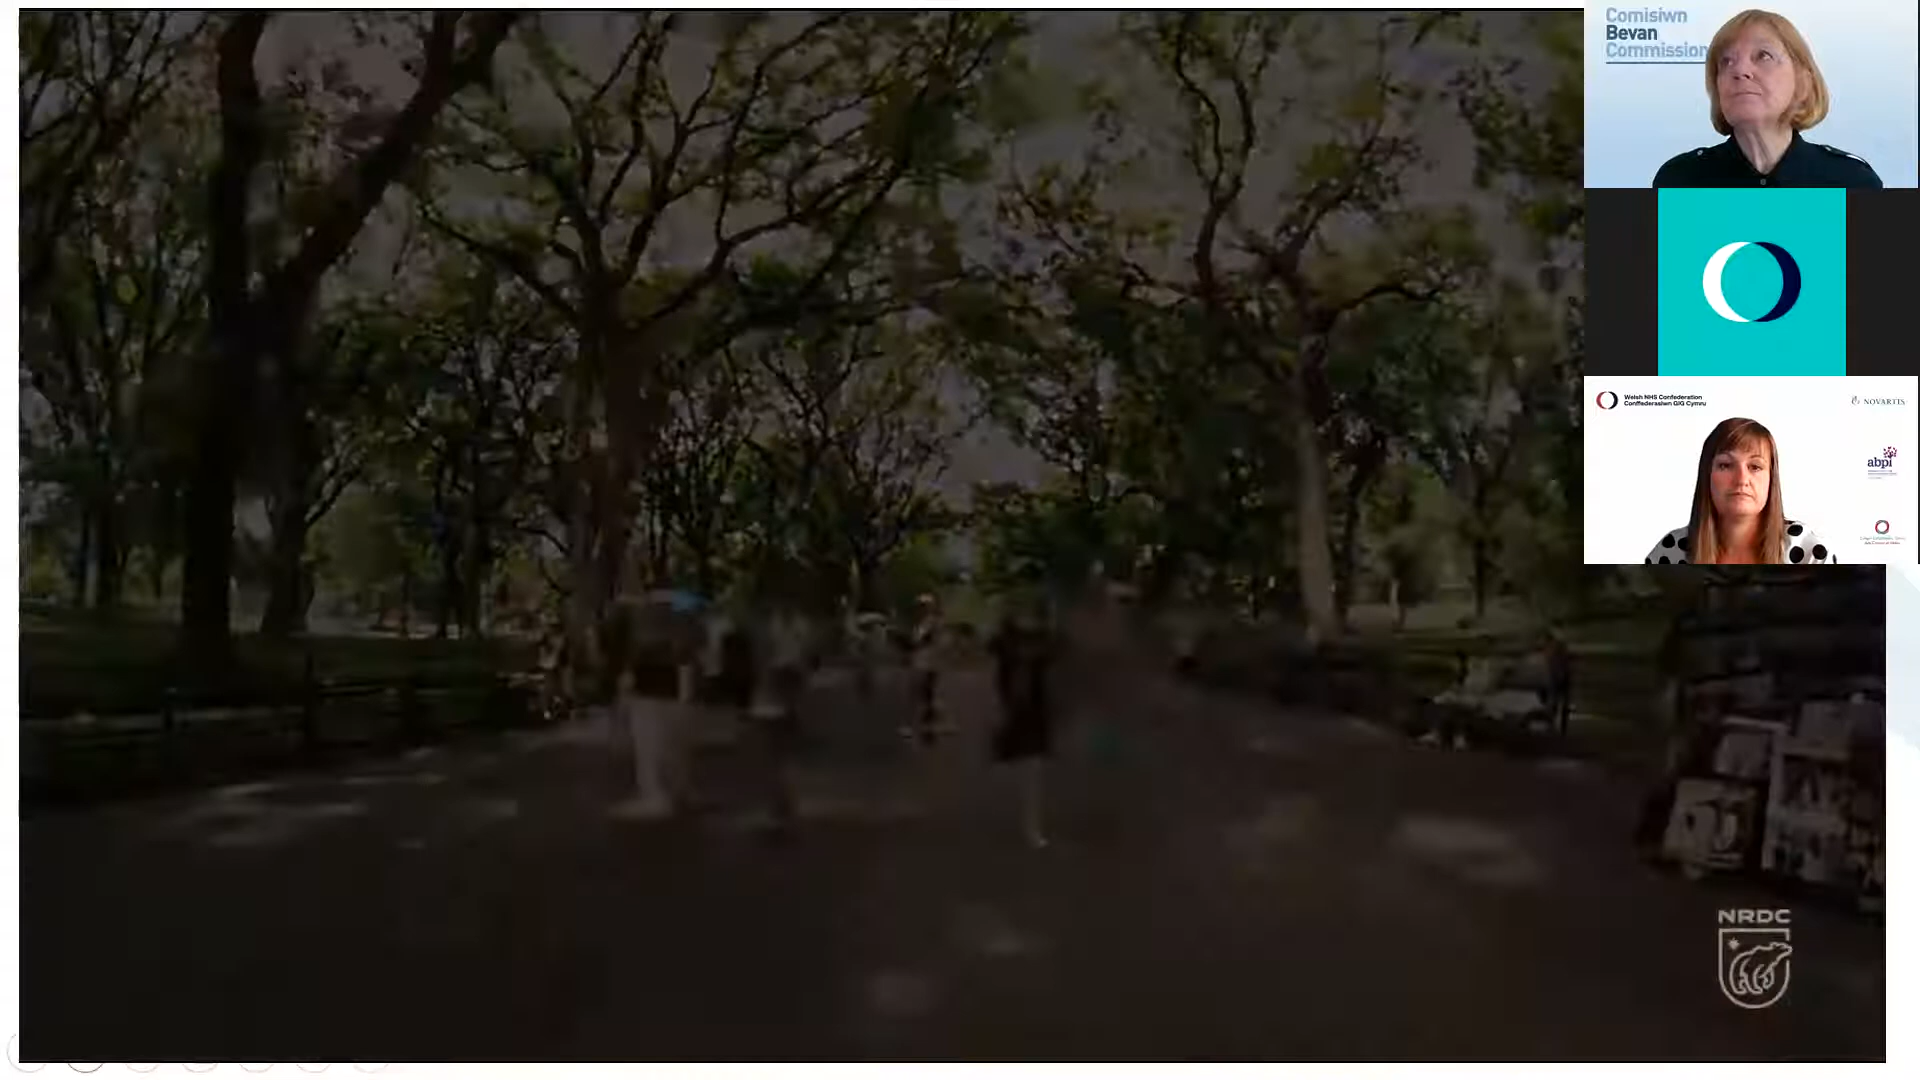 Comisiwn
Bevan
Commission
Welsh NHS Confederation
Conffederasiwn GIG Cymru
NOVARTIS
abpi
NRDC